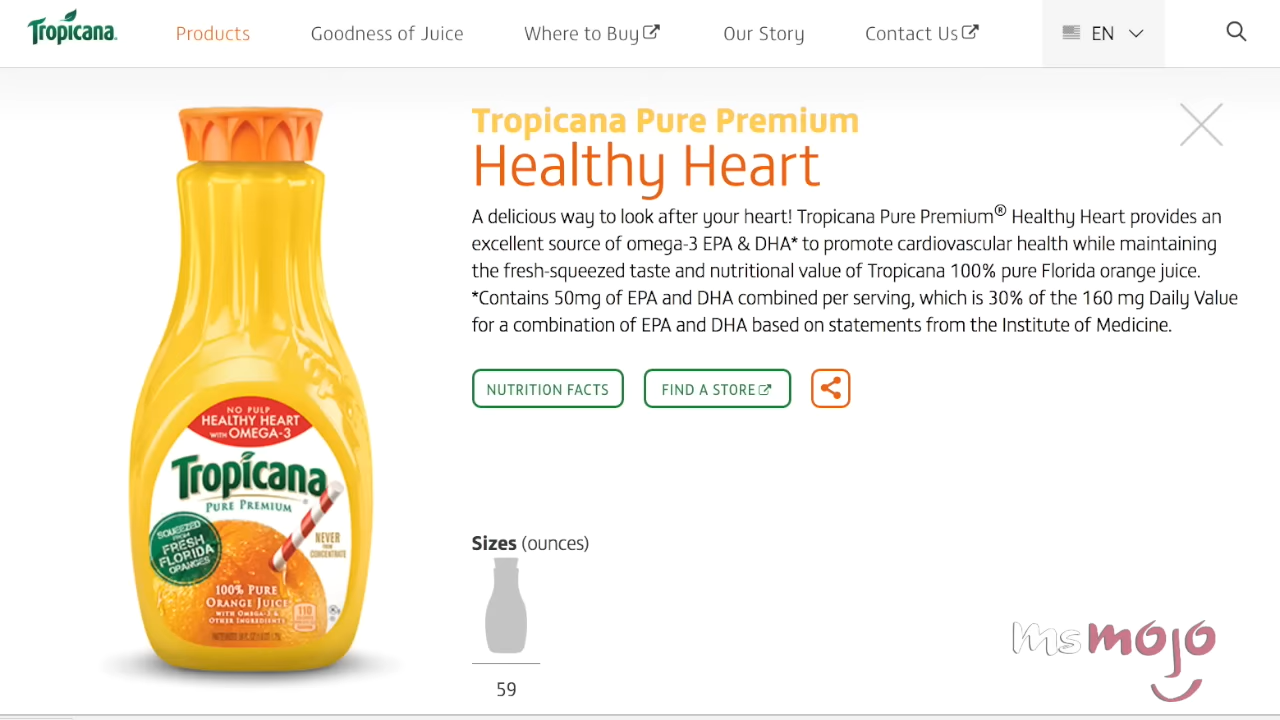 Tropicana
Products
Goodness of Juice
Where to Buy
Our Story
Contact Us
EN
Tropicana Pure Premium
Healthy Heart
A delicious way to look after your heart! Tropicana Pure Premium® Healthy Heart provides an
excellent source of omega-3 EPA & DHA* to promote cardiovascular health while maintaining
the fresh-squeezed taste and nutritional value of Tropicana 100% pure Florida orange juice.
*Contains 50mg of EPA and DHA combined per serving, which is 30% of the 160 mg Daily Value
for a combination of EPA and DHA based on statements from the Institute of Medicine.
NUTRITION FACTS
FIND A STORE
Sizes (ounces)
59
NO PULP
HEALTHY HEART
WITH OMEGA-3
Tropicana
PURE PREMIUM
SQUEEZED
FROM
FRESH
FLORIDA
ORANGES
NEVER
FROM
CONCENTRATE
100% PURE
ORANGE JUICE
WITH OMEGA-3 &
OTHER INGREDIENTS
110
msmojo